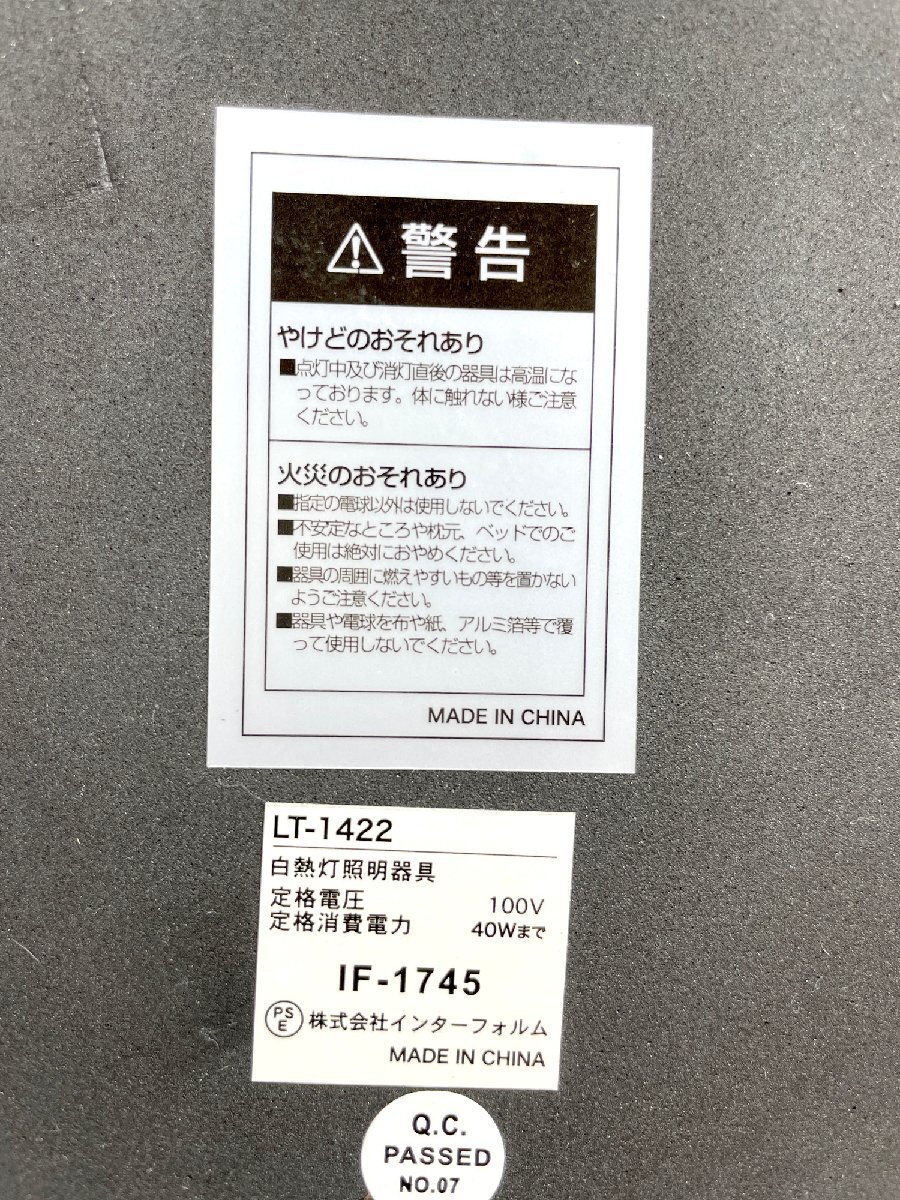 警告
やけどのおそれあり
■点灯中及び消灯直後の器具は高温にな
っております。体に触れない様ご注意
ください。
火災のおそれあり
■指定の電球以外は使用しないでください。
■不安定なところや枕元、ベッドでのご
使用は絶対におやめください。
■器具の周囲に燃えやすいもの等を置かない
ようご注意ください。
■器具や電球を布や紙、アルミ箔等で覆
って使用しないでください。
MADE IN CHINA
LT-1422
白熱灯照明器具
定格電圧 100V
定格消費電力 40Wまで
IF-1745
PS
E 株式会社インターフォルム
MADE IN CHINA
Q.C.
PASSED
NO.07